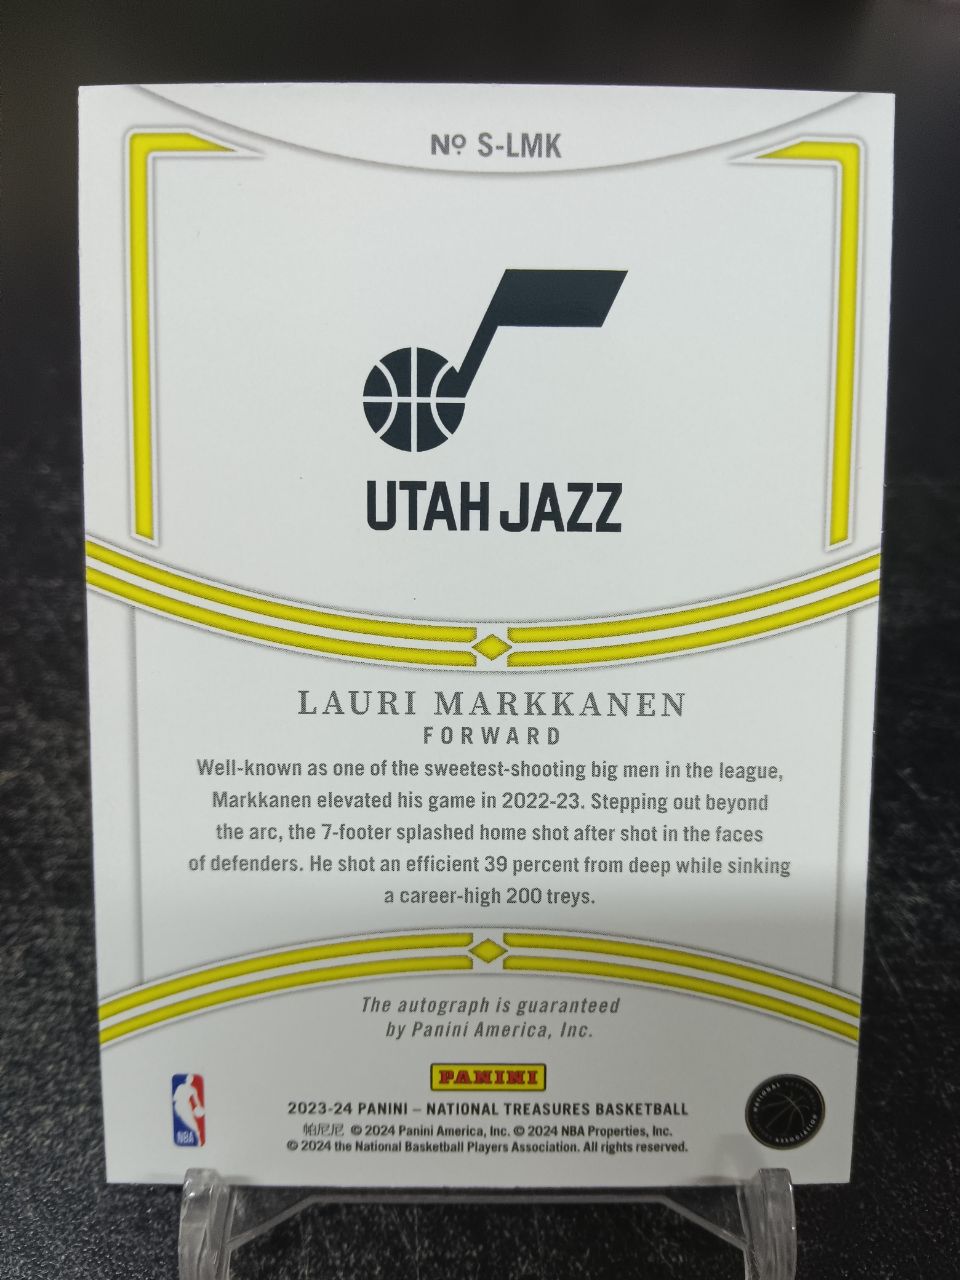 Nº S-LMK
UTAH JAZZ
LAURI MARKKANEN
FORWARD
Well-known as one of the sweetest-shooting big men in the league,
Markkanen elevated his game in 2022-23. Stepping out beyond
the arc, the 7-footer splashed home shot after shot in the faces
of defenders. He shot an efficient 39 percent from deep while sinking
a career-high 200 treys.
The autograph is guaranteed
by Panini America, Inc.
PANINI
NBA
2023-24 PANINI – NATIONAL TREASURES BASKETBALL
帕尼尼 © 2024 Panini America, Inc. © 2024 NBA Properties, Inc.
© 2024 the National Basketball Players Association. All rights reserved.
NATIONAL
ASSOCIATION